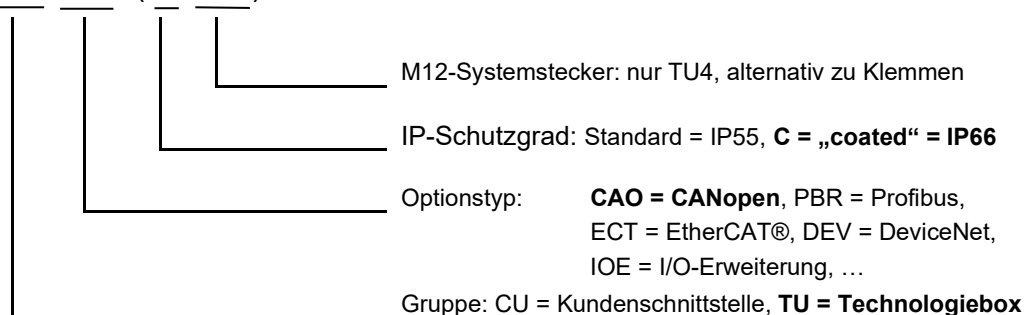 M12-Systemstecker: nur TU4, alternativ zu Klemmen
IP-Schutzgrad: Standard = IP55, C = „coated“ = IP66
Optionstyp: CAO = CANopen, PBR = Profibus,
ECT = EtherCAT®, DEV = DeviceNet,
IOE = I/O-Erweiterung, …
Gruppe: CU = Kundenschnittstelle, TU = Technologiebox